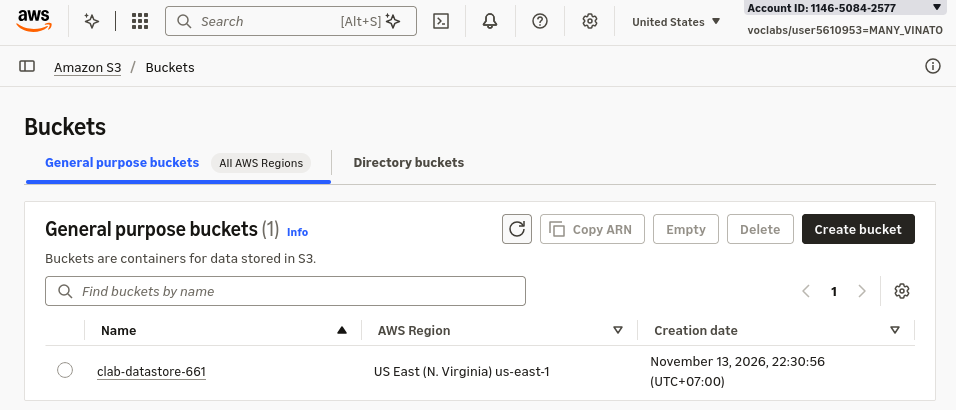 aws
Search [Alt+S]
United States
Account ID: 1146-5084-2577
voclabs/user5610953=MANY_VINATO
Amazon S3 / Buckets
Buckets
General purpose buckets All AWS Regions Directory buckets
General purpose buckets (1) Info
Copy ARN Empty Delete Create bucket
Buckets are containers for data stored in S3.
Find buckets by name
1
Name AWS Region Creation date
clab-datastore-661 US East (N. Virginia) us-east-1 November 13, 2026, 22:30:56
(UTC+07:00)